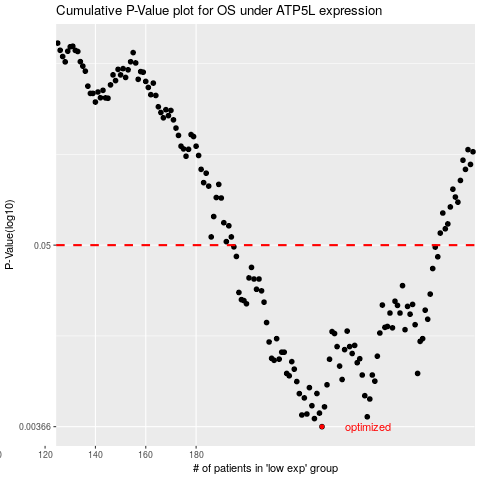 Cumulative P-Value plot for OS under ATP5L expression
P-Value(log10)
0.05
0.00366
optimized
0 120 140 160 180
# of patients in 'low exp' group